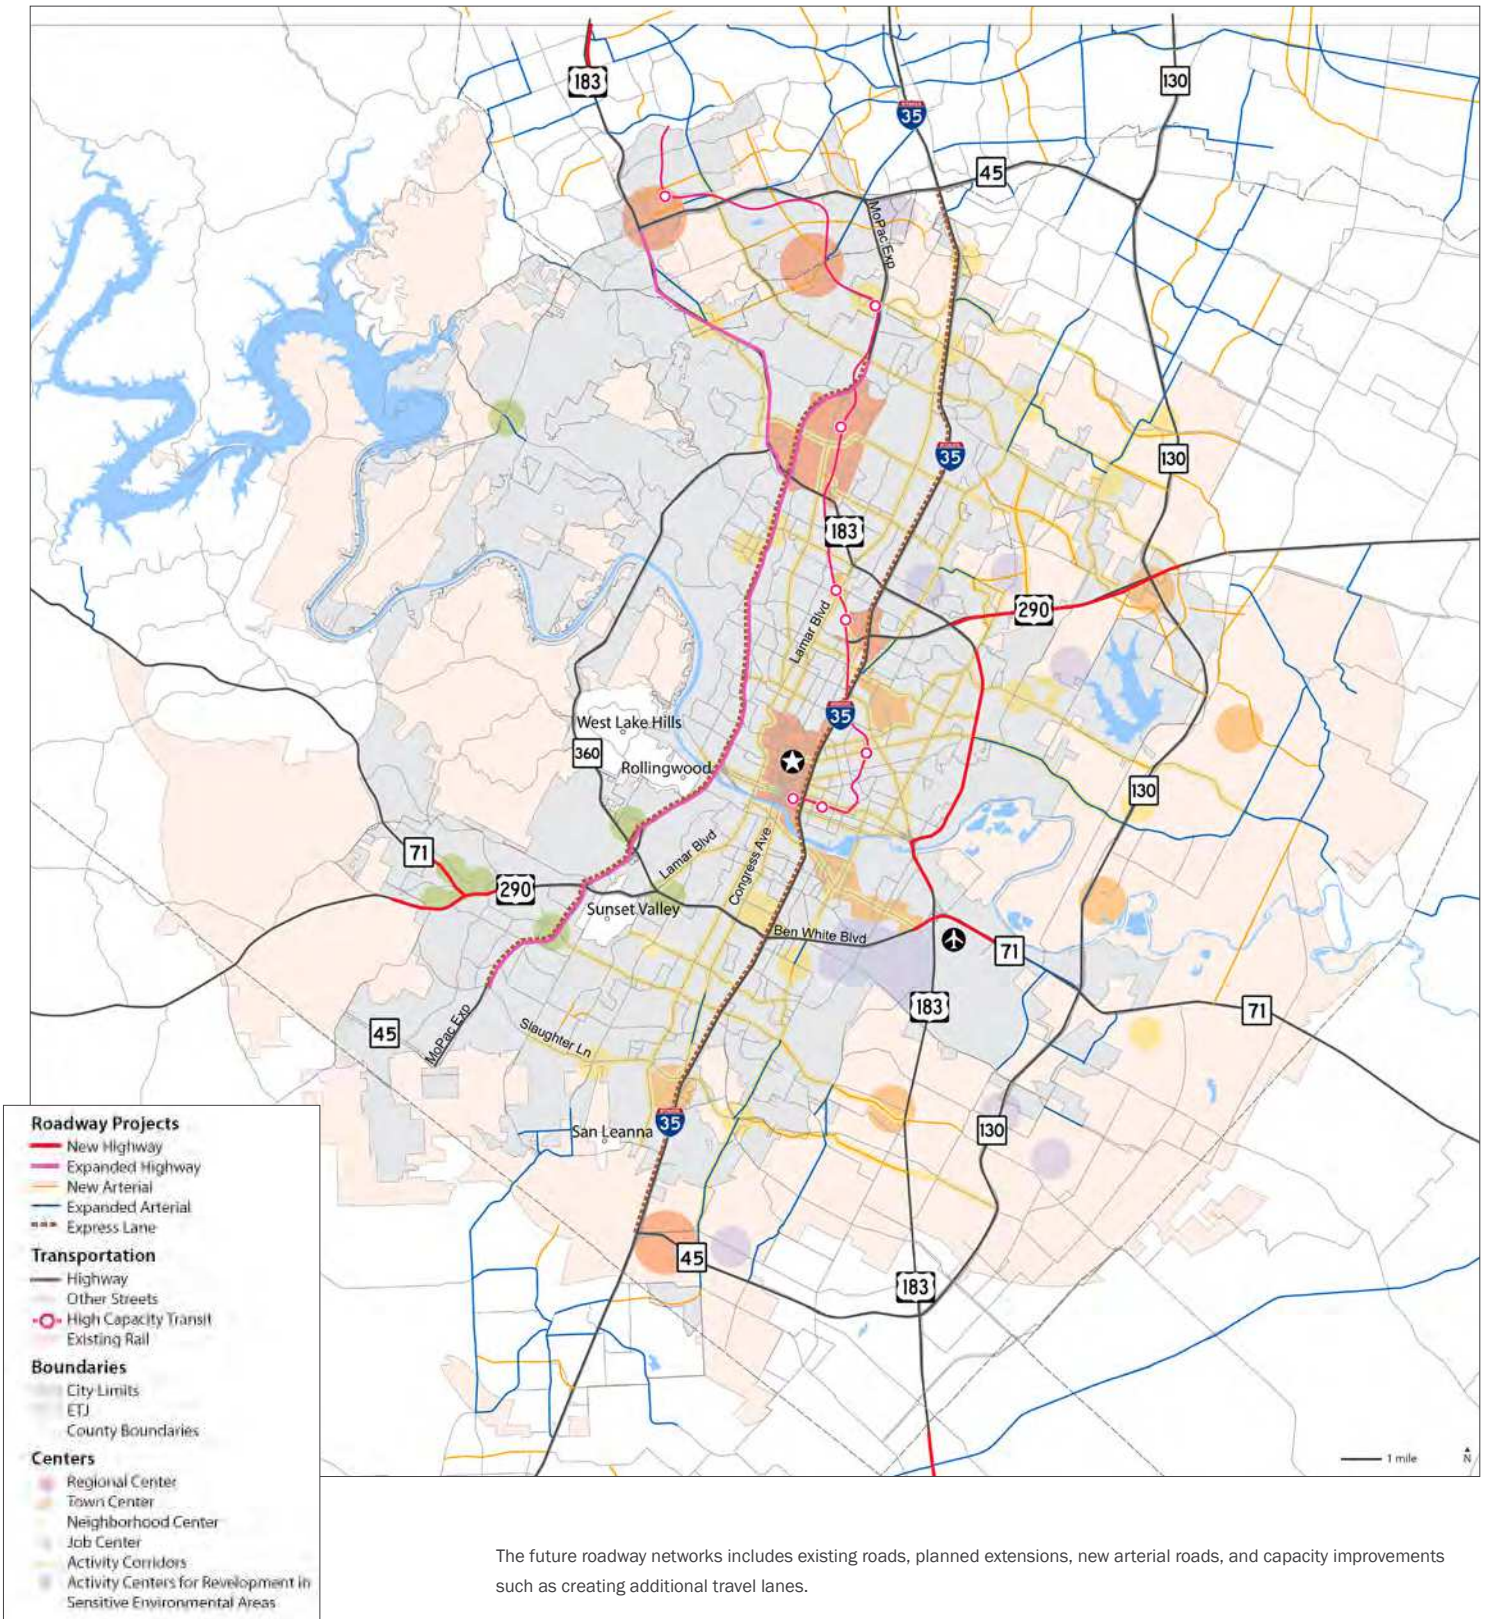 183
35
130
45
MoPac Exp
35
130
183
290
Lamar Blvd
35
West Lake Hills
360
Rollingwood
130
71
290
Lamar Blvd
Congress Ave
Sunset Valley
Ben White Blvd
71
183
71
45
MoPac Exp
Slaughter Ln
35
San Leanna
130
45
183
1 mile
N
Roadway Projects
New Highway
Expanded Highway
New Arterial
Expanded Arterial
Express Lane
Transportation
Highway
Other Streets
High Capacity Transit
Existing Rail
Boundaries
City Limits
ETJ
County Boundaries
Centers
Regional Center
Town Center
Neighborhood Center
Job Center
Activity Corridors
Activity Centers for Revelopment in
Sensitive Environmental Areas
The future roadway networks includes existing roads, planned extensions, new arterial roads, and capacity improvements
such as creating additional travel lanes.